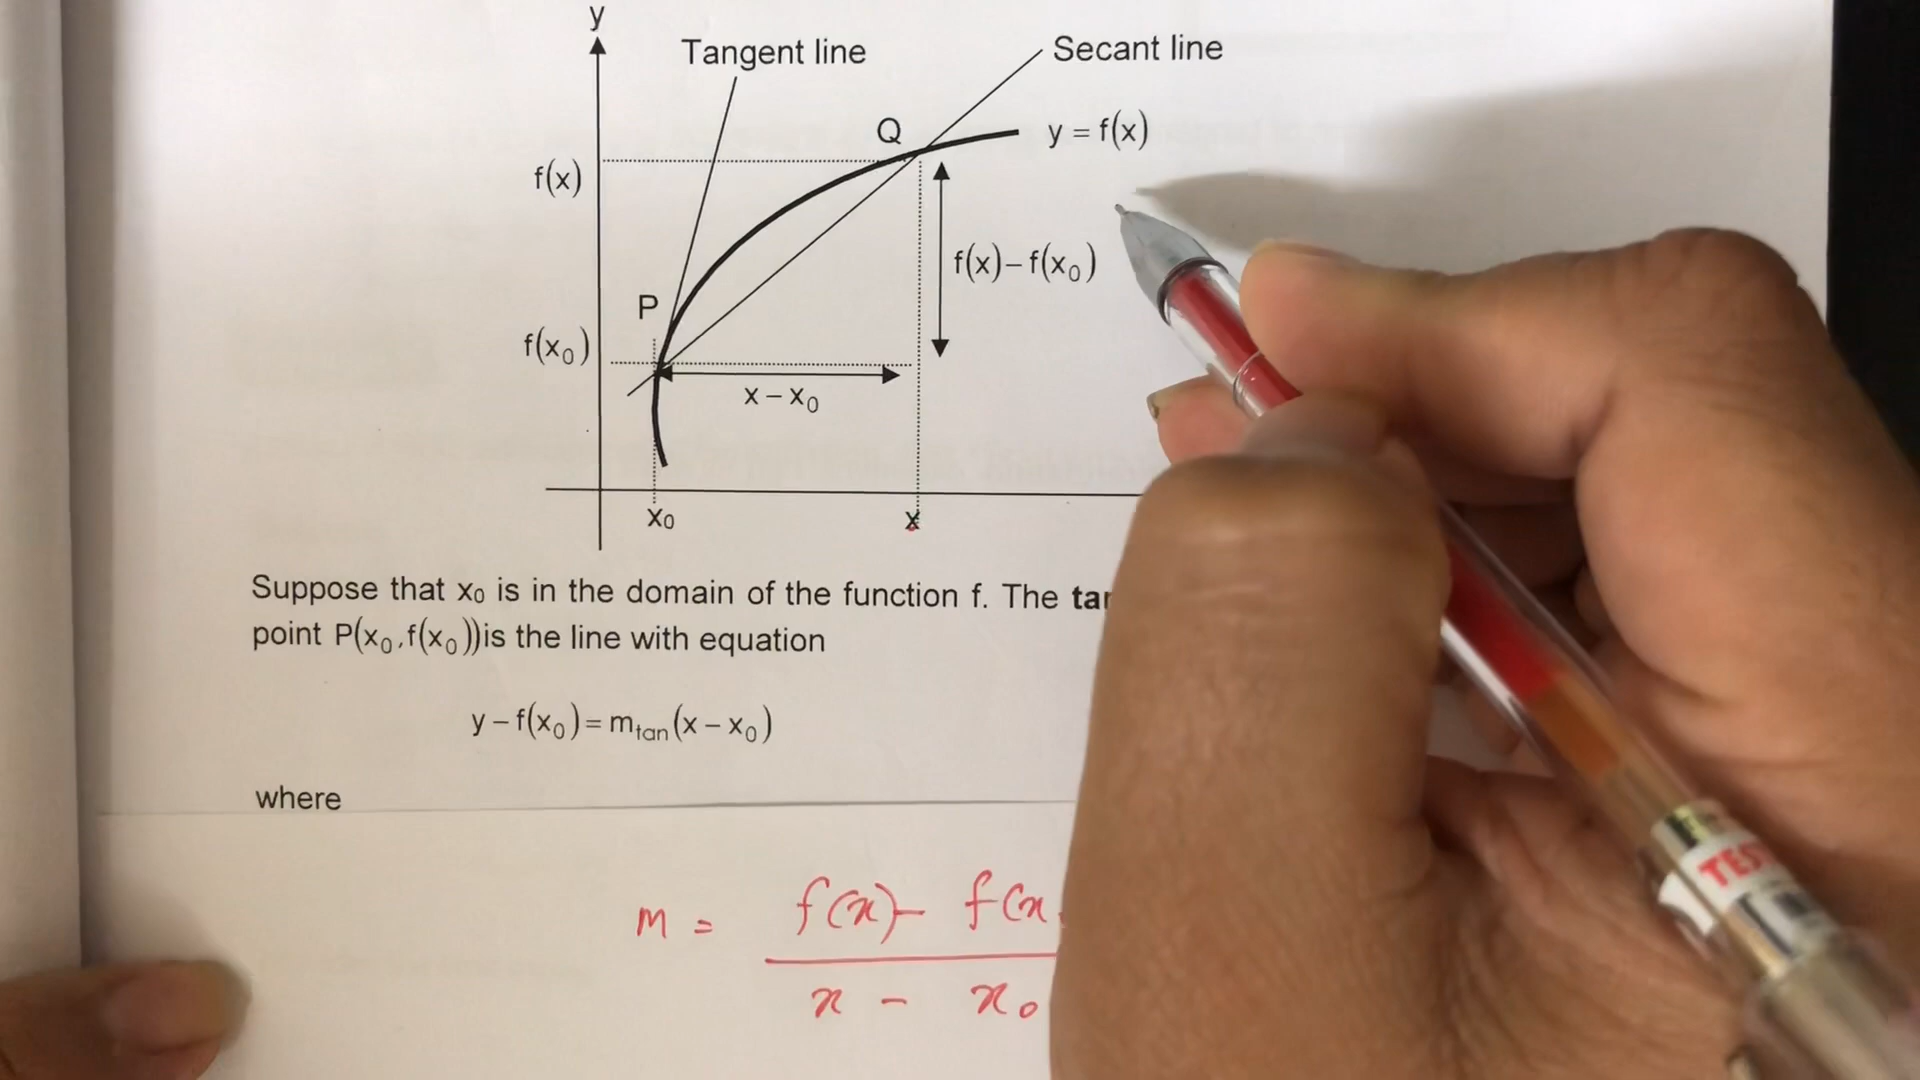 y
Tangent line
Secant line
Q
y = f(x)
f(x)
f(x) – f(x₀)
P
f(x₀)
x – x₀
x₀
x
Suppose that x₀ is in the domain of the function f. The
point P(x₀,f(x₀)) is the line with equation
y – f(x₀) = mₜₐₙ(x – x₀)
where
m = f(x) – f(x
x – x₀